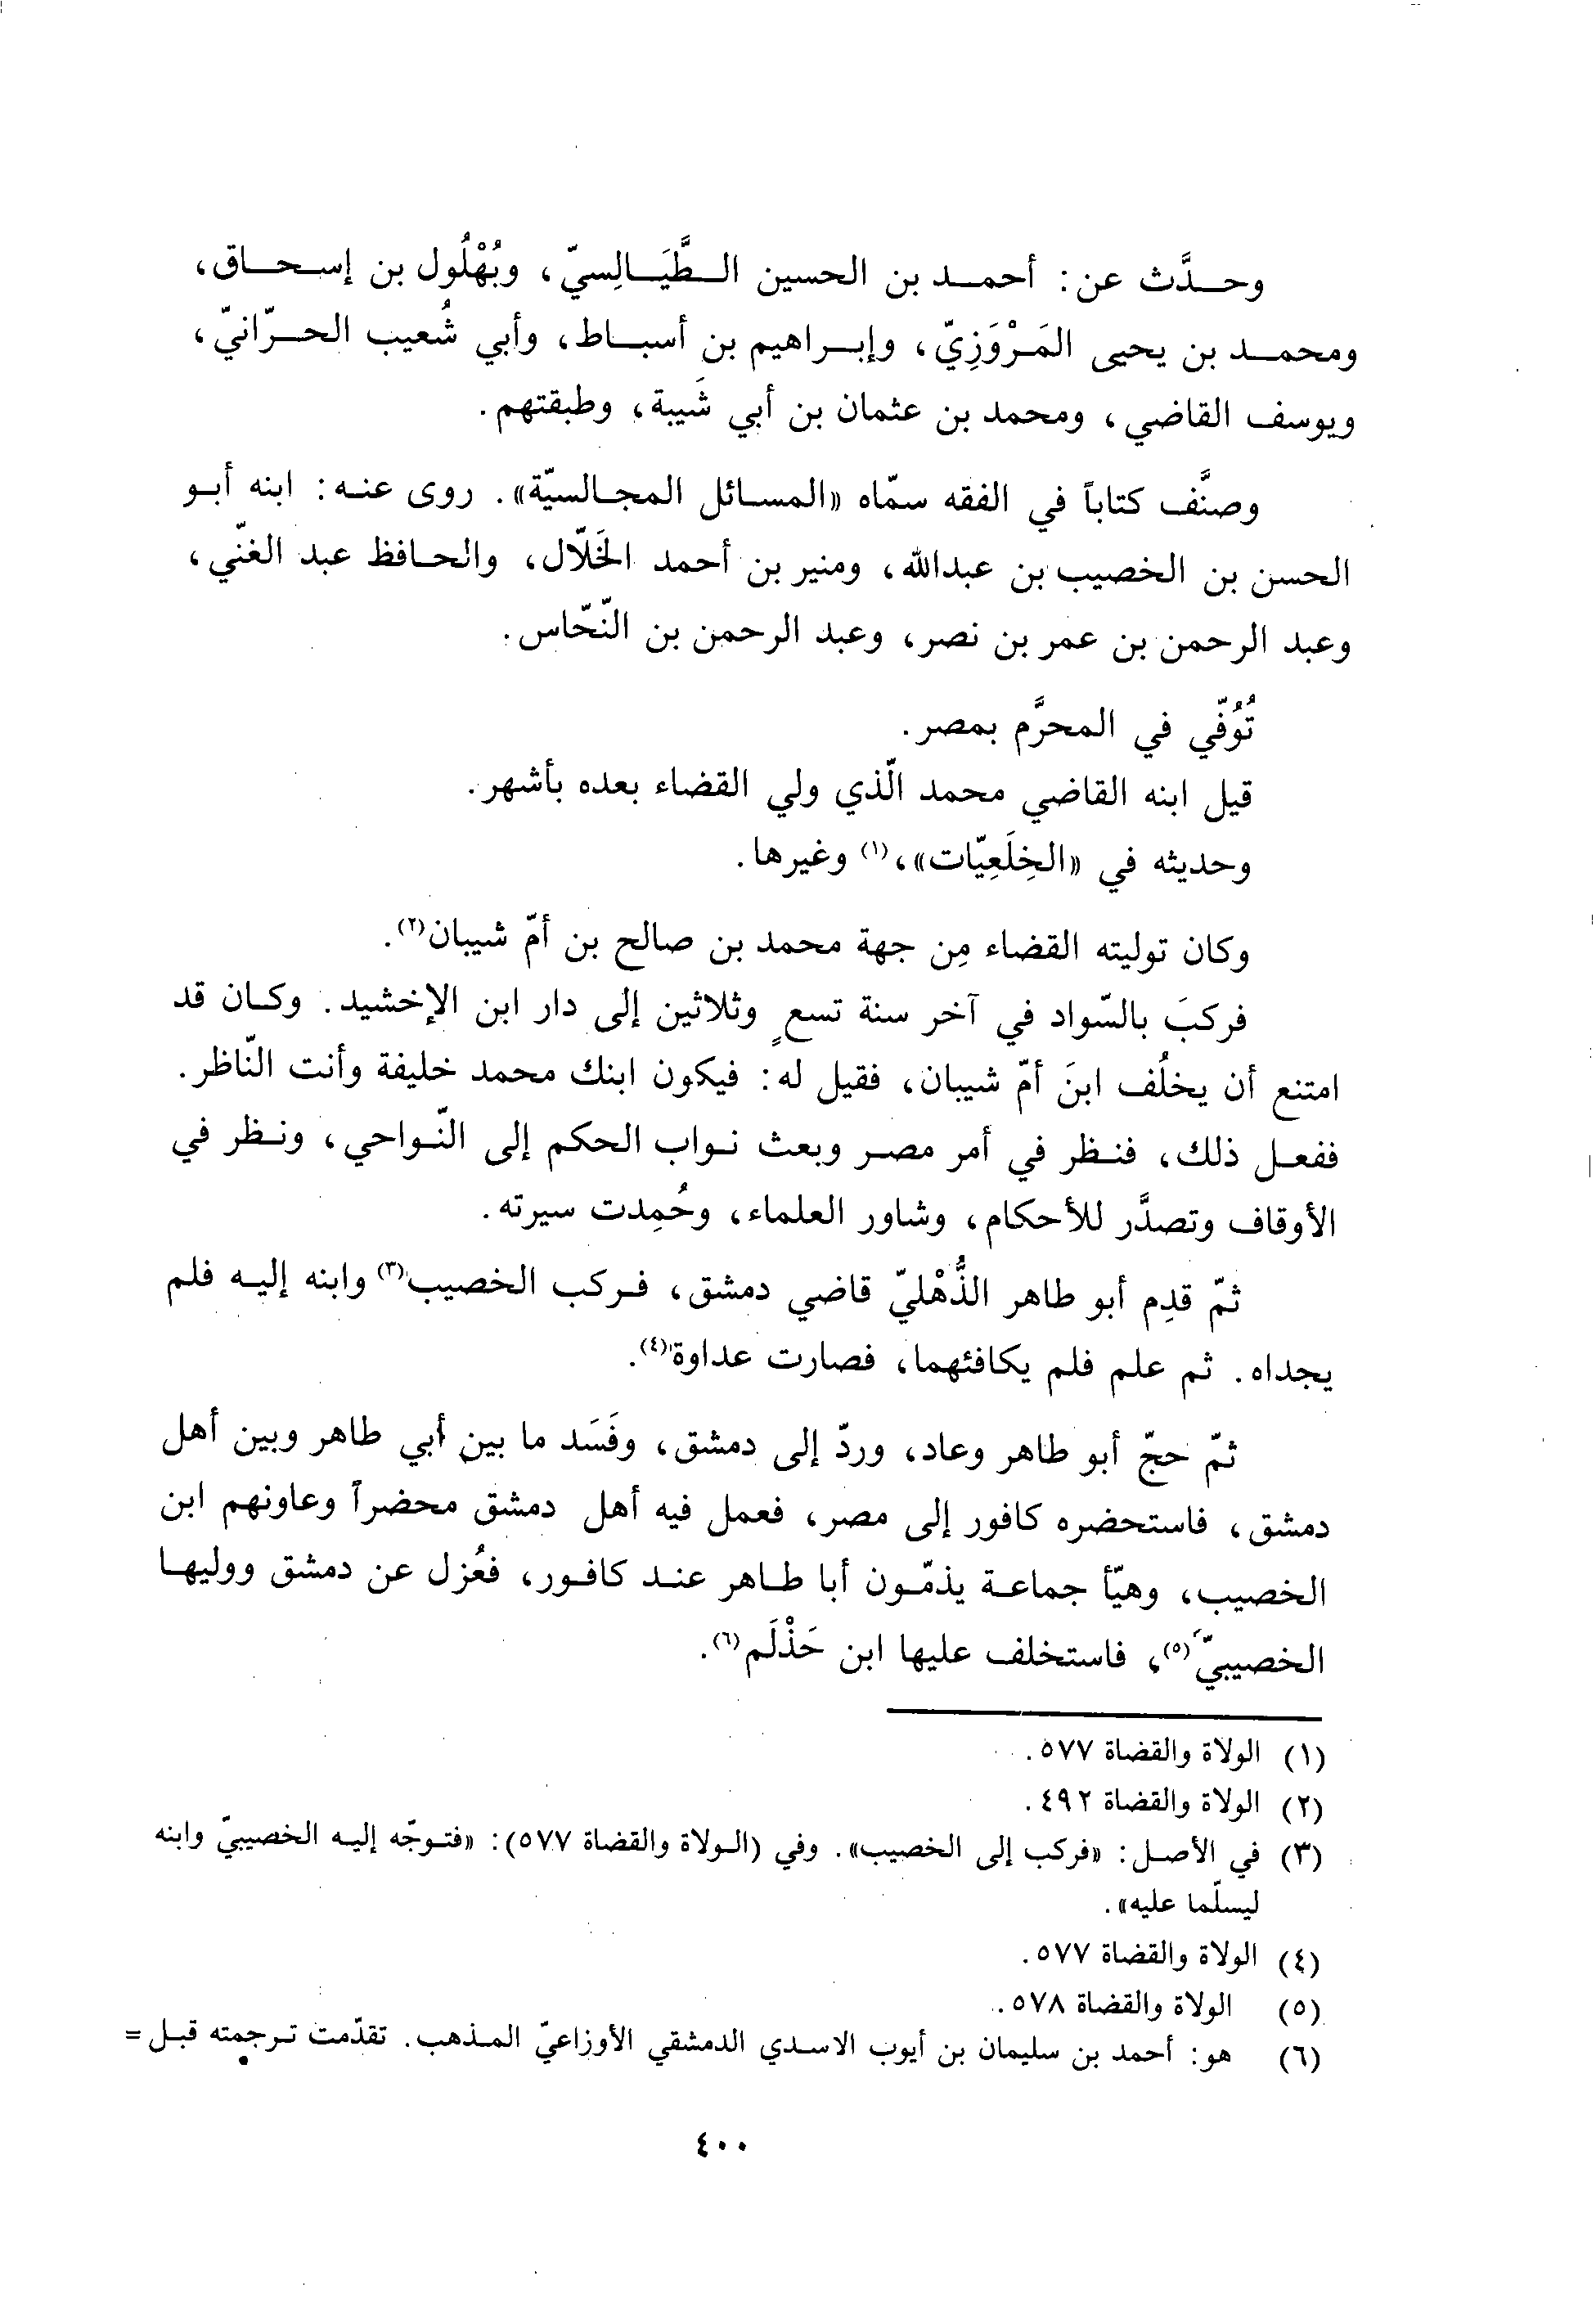 وحدَّث عن: أحمد بن الحسين الطَّيَالِسيّ، وبُهْلُول بن إسحاق،
ومحمد بن يحيى المَرْوَزِيّ، وإبراهيم بن أسباط، وأبي شُعيب الحرّانيّ،
ويوسف القاضي، ومحمد بن عثمان بن أبي شَيبة، وطبقتهم.
وصنَّف كتاباً في الفقه سمّاه «المسائل المجالسيّة». روى عنه: ابنه أبو
الحسن بن الخصيب بن عبدالله، ومنير بن أحمد الخَلّال، والحافظ عبد الغنّي،
وعبد الرحمن بن عمر بن نصر، وعبد الرحمن بن النّحّاس.
تُوُفّي في المحرَّم بمصر.
قيل ابنه القاضي محمد الّذي ولي القضاء بعده بأشهر.
وحديثه في «الخِلَعِيّات»،(١) وغيرها.
وكان توليته القضاء مِن جهة محمد بن صالح بن أمّ شيبان(٢).
فركبَ بالسّواد في آخر سنة تسعٍ وثلاثين إلى دار ابن الإخشيد. وكان قد
امتنع أن يخلُف ابنَ أمّ شيبان، فقيل له: فيكون ابنك محمد خليفة وأنت النّاظر.
ففعل ذلك، فنظر في أمر مصر وبعث نواب الحكم إلى النّواحي، ونظر في
الأوقاف وتصدَّر للأحكام، وشاور العلماء، وحُمِدت سيرته.
ثمّ قدِم أبو طاهر الذُّهْليّ قاضي دمشق، فركب الخصيب(٣) وابنه إليه فلم
يجداه. ثم علم فلم يكافئهما، فصارت عداوة(٤).
ثمّ حجّ أبو طاهر وعاد، وردّ إلى دمشق، وفَسَد ما بين أبي طاهر وبين أهل
دمشق، فاستحضره كافور إلى مصر، فعمل فيه أهل دمشق محضراً وعاونهم ابن
الخصيب، وهيّأ جماعة يذمّون أبا طاهر عند كافور، فعُزل عن دمشق ووليها
الخصيبيّ(٥)، فاستخلف عليها ابن حَذْلَم(٦).
(١) الولاة والقضاة ٥٧٧.
(٢) الولاة والقضاة ٤٩٢.
(٣) في الأصل: «فركب إلى الخصيب». وفي (الولاة والقضاة ٥٧٧): «فتوجّه إليه الخصيبيّ وابنه
ليسلّما عليه».
(٤) الولاة والقضاة ٥٧٧.
(٥) الولاة والقضاة ٥٧٨.
(٦) هو: أحمد بن سليمان بن أيوب الاسدي الدمشقي الأوزاعيّ المذهب. تقدّمت ترجمته قبل =
٤٠٠